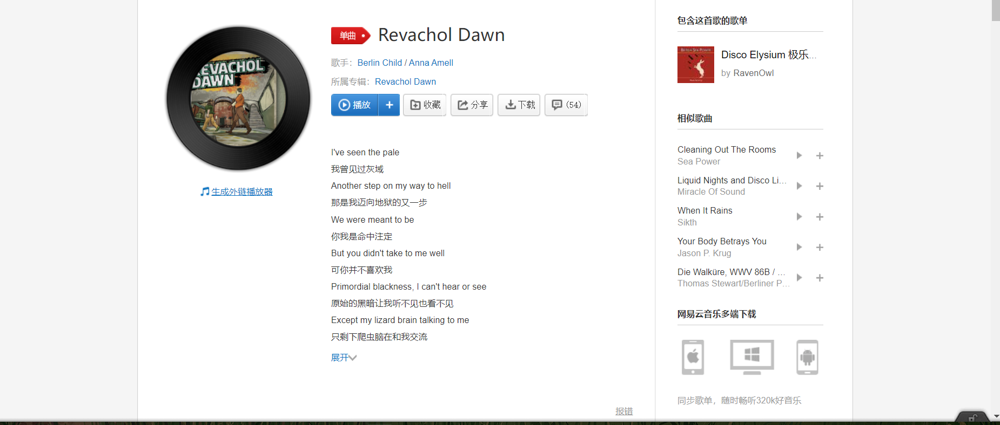 REVACHOL
DAWN
生成外链播放器
单曲
Revachol Dawn
歌手：Berlin Child / Anna Amell
所属专辑：Revachol Dawn
播放
收藏
分享
下载
(54)
I've seen the pale
我曾见过灰域
Another step on my way to hell
那是我迈向地狱的又一步
We were meant to be
你我是命中注定
But you didn't take to me well
可你并不喜欢我
Primordial blackness, I can't hear or see
原始的黑暗让我听不见也看不见
Except my lizard brain talking to me
只剩下爬虫脑在和我交流
展开
报错
包含这首歌的歌单
Disco Elysium 极乐...
by RavenOwl
相似歌曲
Cleaning Out The Rooms
Sea Power
Liquid Nights and Disco Li...
Miracle Of Sound
When It Rains
Sikth
Your Body Betrays You
Jason P. Krug
Die Walküre, WWV 86B / ...
Thomas Stewart/Berliner P...
网易云音乐多端下载
同步歌单，随时畅听320k好音乐